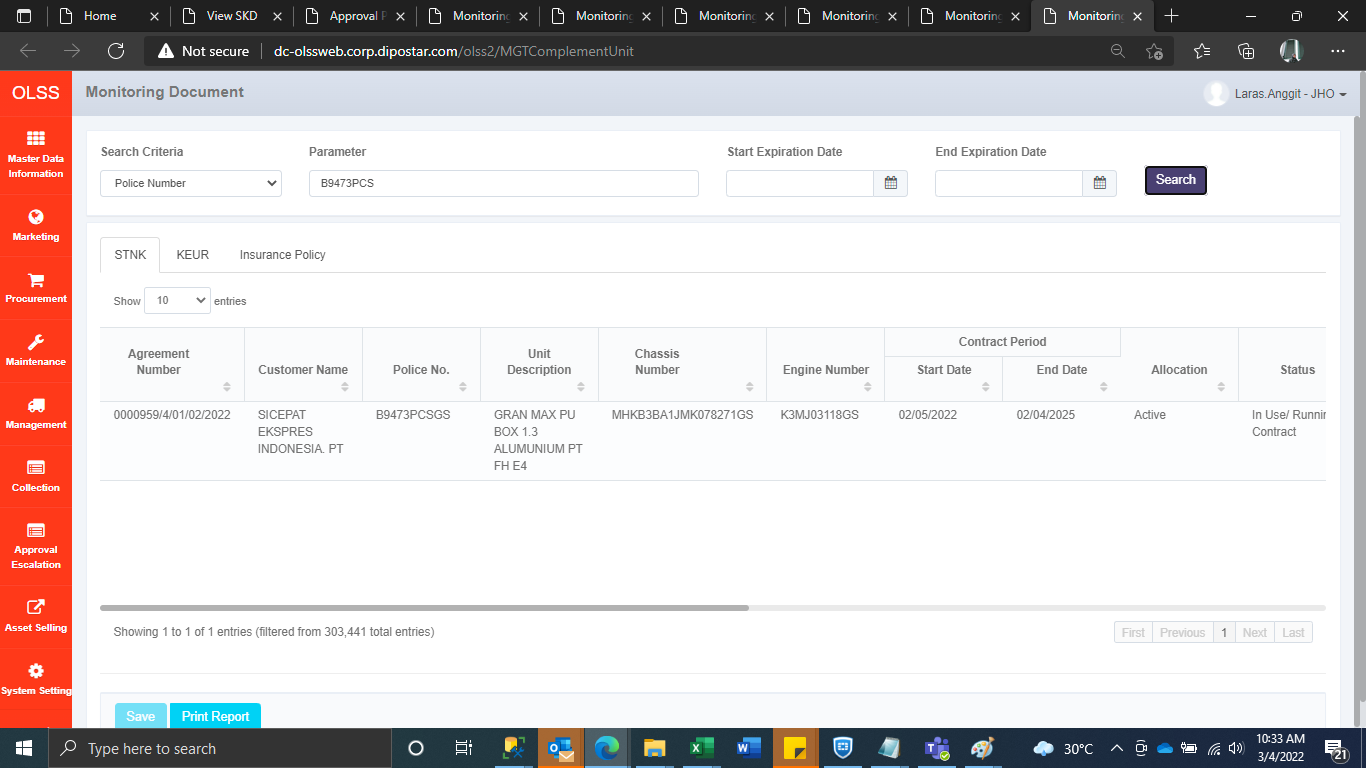 Home
View SKD
Approval P
Monitoring
Monitoring
Monitoring
Monitoring
Monitoring
Monitoring
Not secure
dc-olssweb.corp.dipostar.com/olss2/MGTComplementUnit
OLSS
Monitoring Document
Laras.Anggit - JHO
Master Data
Information
Marketing
Procurement
Maintenance
Management
Collection
Approval
Escalation
Asset Selling
System Setting
Search Criteria
Parameter
Start Expiration Date
End Expiration Date
Police Number
B9473PCS
Search
STNK
KEUR
Insurance Policy
Show 10 entries
Agreement
Number
Customer Name
Police No.
Unit
Description
Chassis
Number
Engine Number
Contract Period
Start Date
End Date
Allocation
Status
0000959/4/01/02/2022
SICEPAT
EKSPRES
INDONESIA. PT
B9473PCSGS
GRAN MAX PU
BOX 1.3
ALUMUNIUM PT
FH E4
MHKB3BA1JMK078271GS
K3MJ03118GS
02/05/2022
02/04/2025
Active
In Use/ Runnin
Contract
Showing 1 to 1 of 1 entries (filtered from 303,441 total entries)
First
Previous
1
Next
Last
Save
Print Report
Type here to search
30°C
10:33 AM
3/4/2022
21